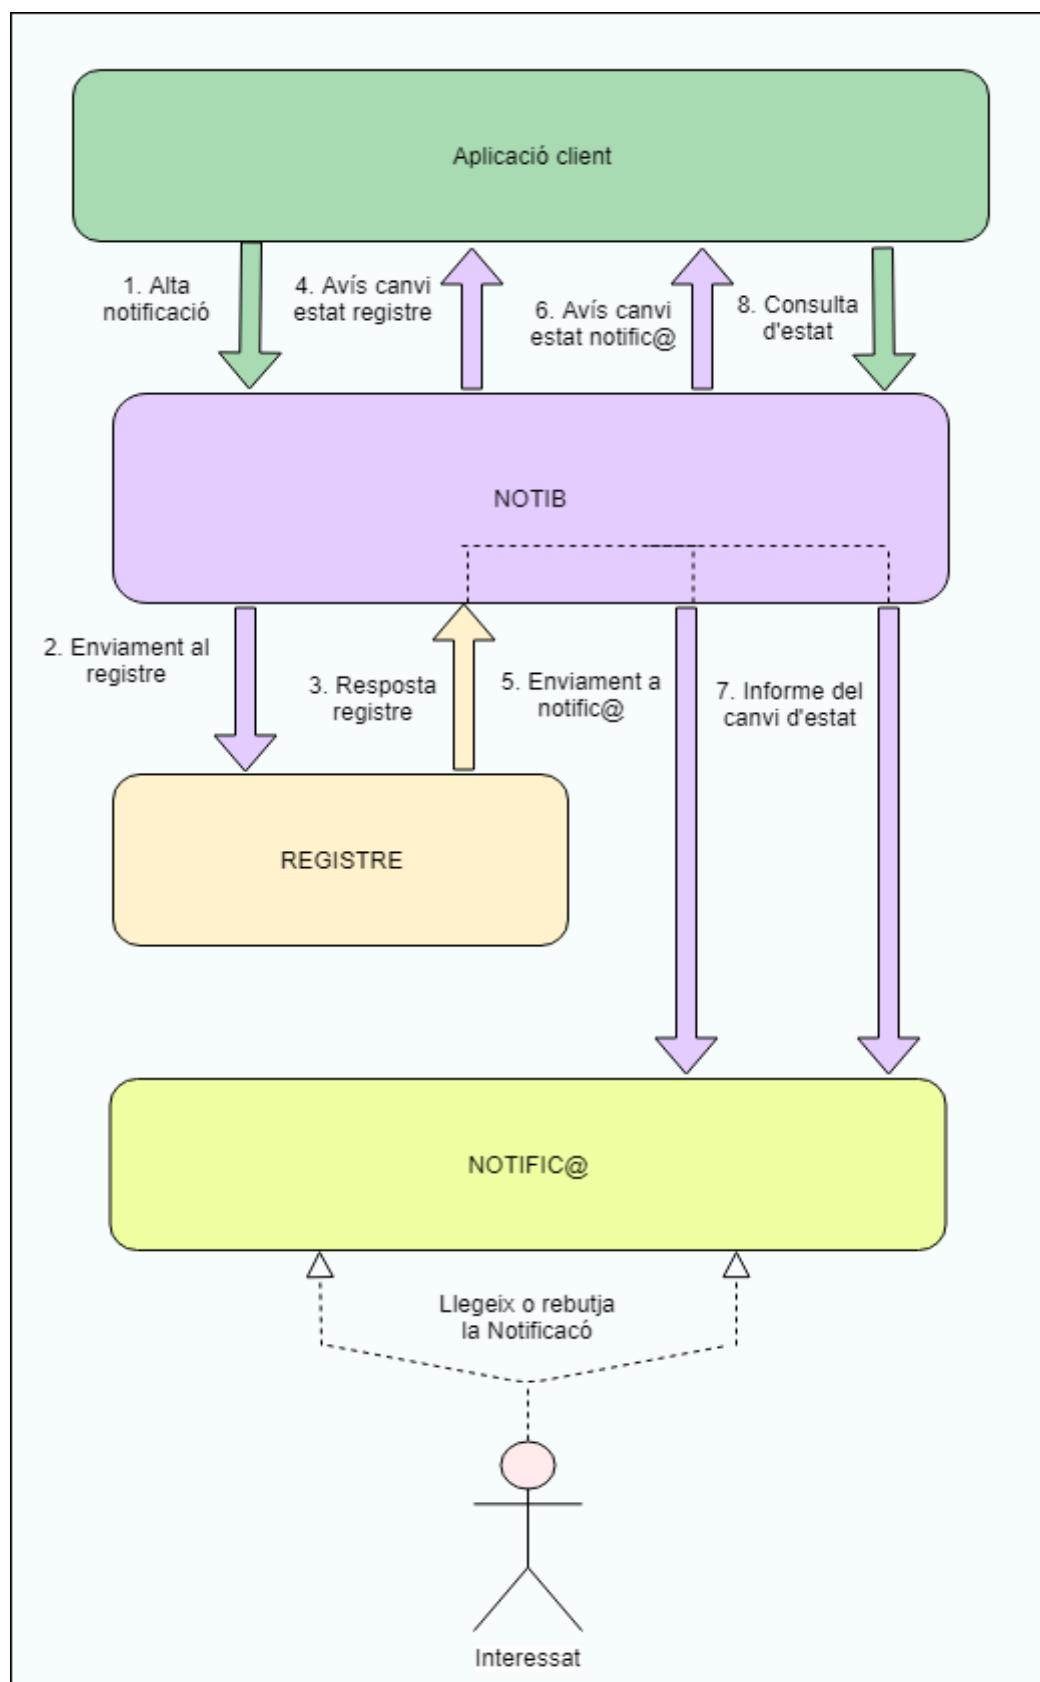 Aplicació client
1. Alta
notificació
4. Avís canvi
estat registre
6. Avís canvi
estat notific@
8. Consulta
d'estat
NOTIB
2. Enviament al
registre
3. Resposta
registre
5. Enviament a
notific@
7. Informe del
canvi d'estat
REGISTRE
NOTIFIC@
Llegeix o rebutja
la Notificacó
Interessat